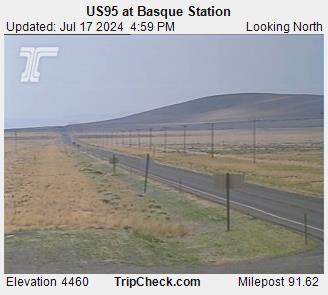 US95 at Basque Station
Updated: Jul 17 2024  4:59 PM Looking North
Elevation 4460 TripCheck.com Milepost 91.62